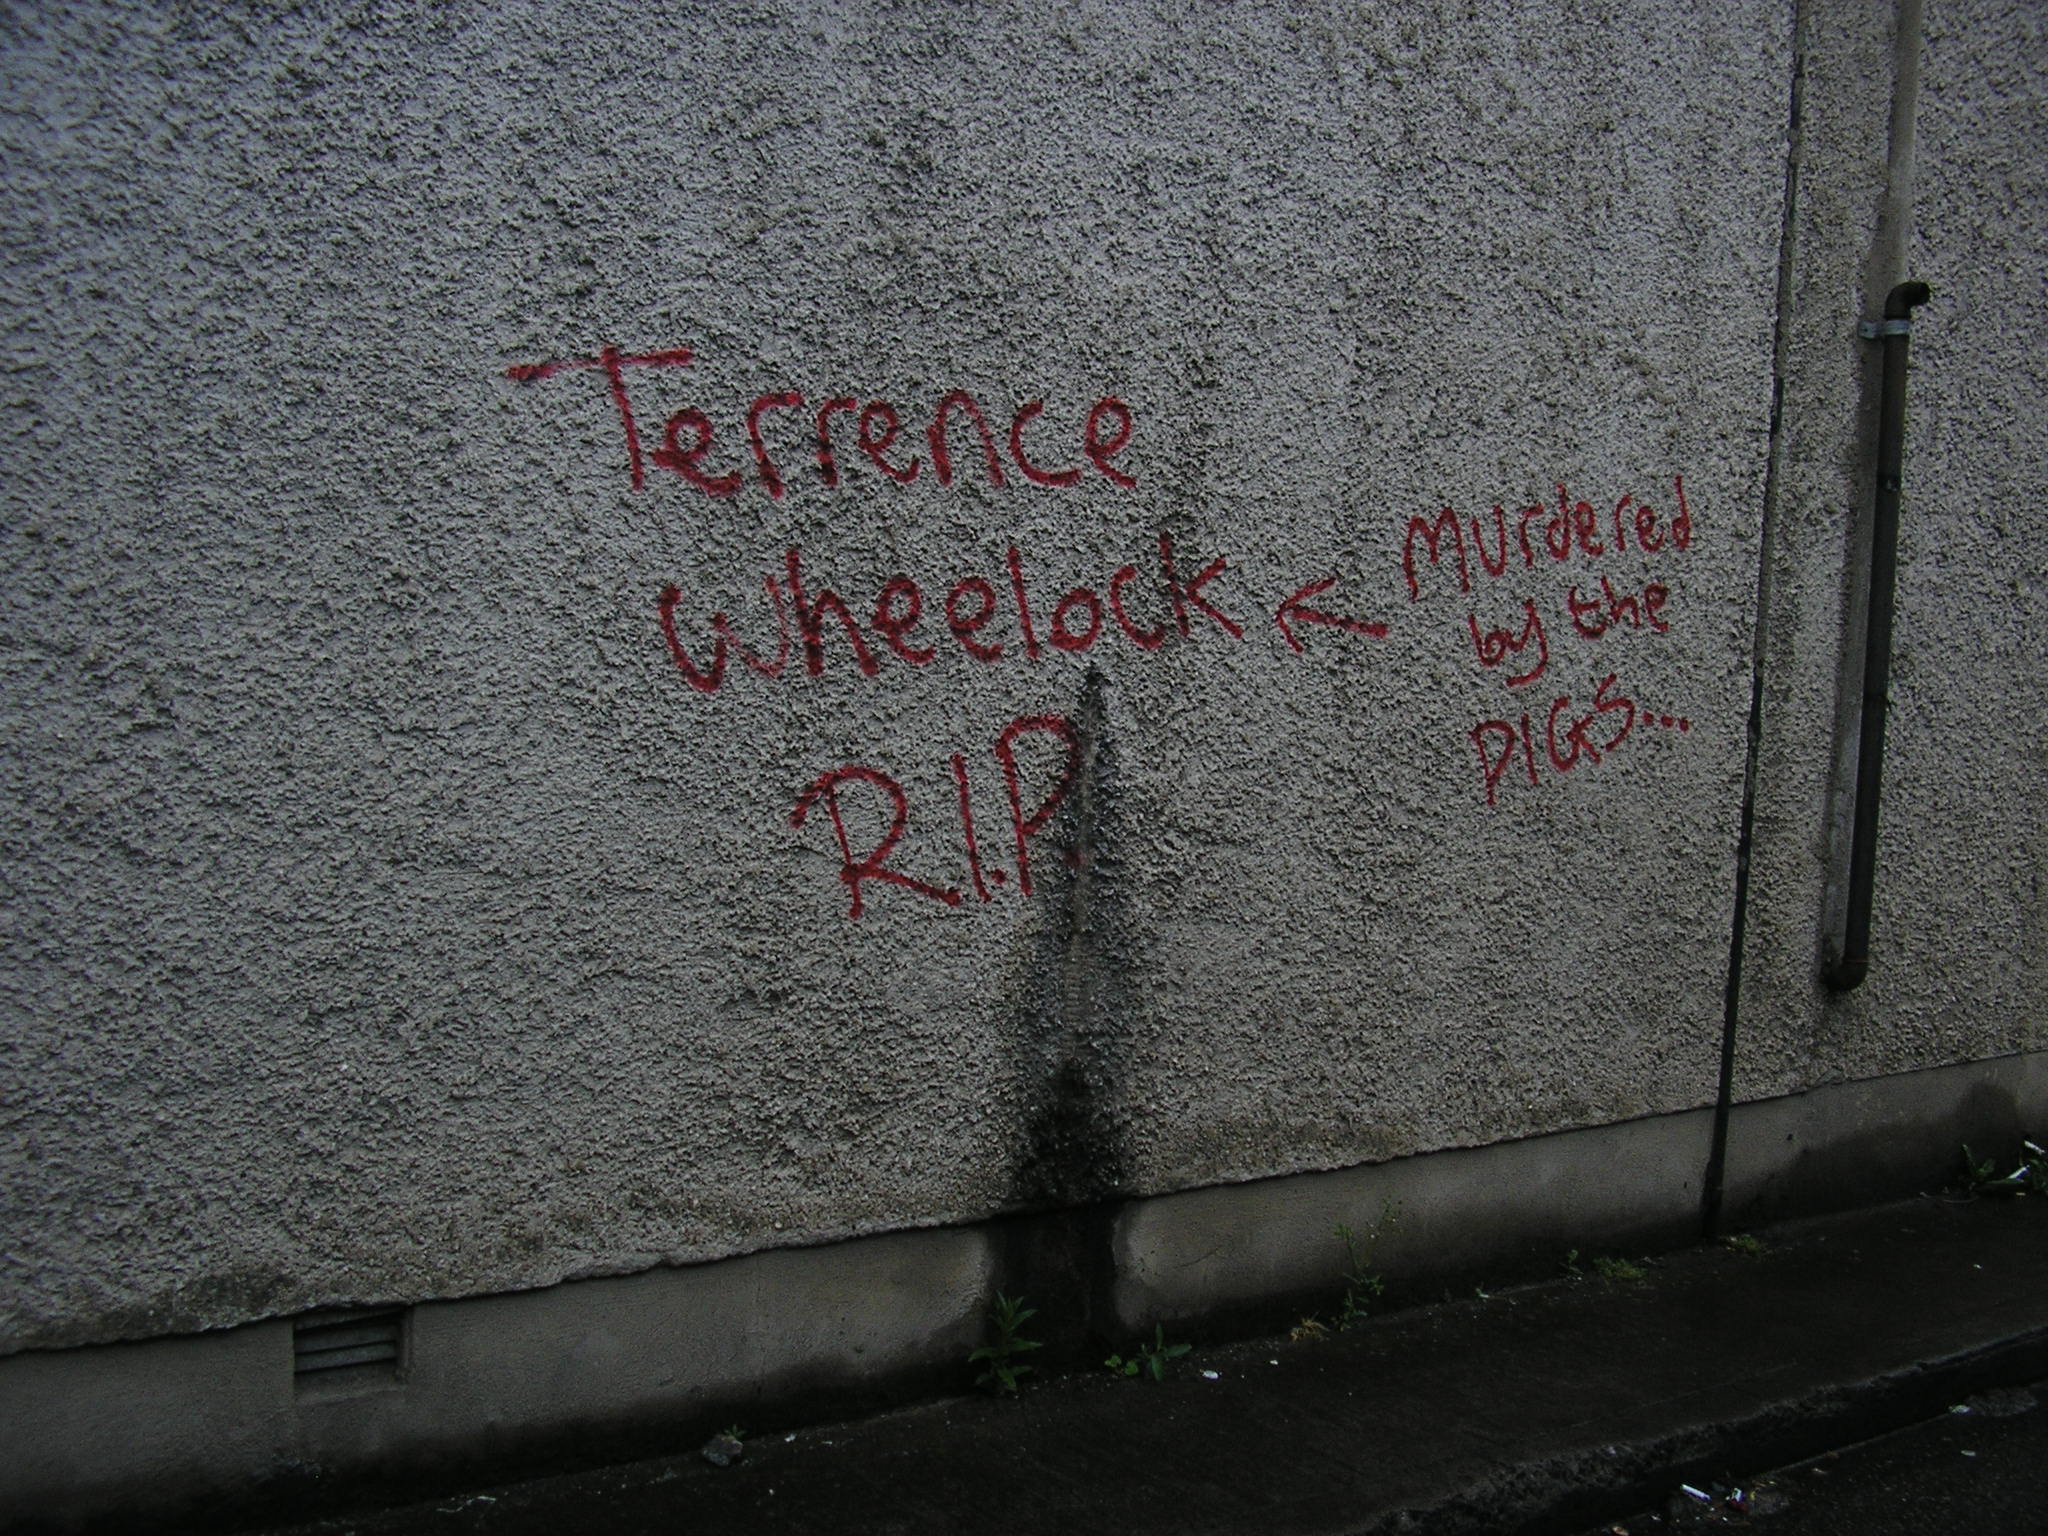 Terrence
Wheelock
R.I.P.
< Murdered
by the
PIGS...